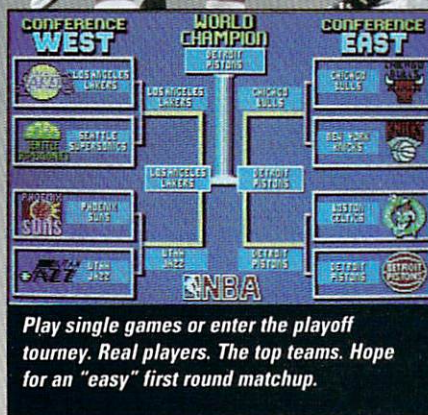 CONFERENCE WEST
WORLD CHAMPION
CONFERENCE EAST
DETROIT PISTONS
LOS ANGELES LAKERS
LOS ANGELES LAKERS
CHICAGO BULLS
CHICAGO BULLS
SEATTLE SUPERSONICS
NEW YORK KNICKS
KNICKS
LOS ANGELES LAKERS
DETROIT PISTONS
PHOENIX SUNS
PHOENIX SUNS
BOSTON CELTICS
JAZZ
UTAH JAZZ
UTAH JAZZ
DETROIT PISTONS
DETROIT PISTONS
DETROIT PISTONS
NBA
Play single games or enter the playoff
tourney. Real players. The top teams. Hope
for an "easy" first round matchup.